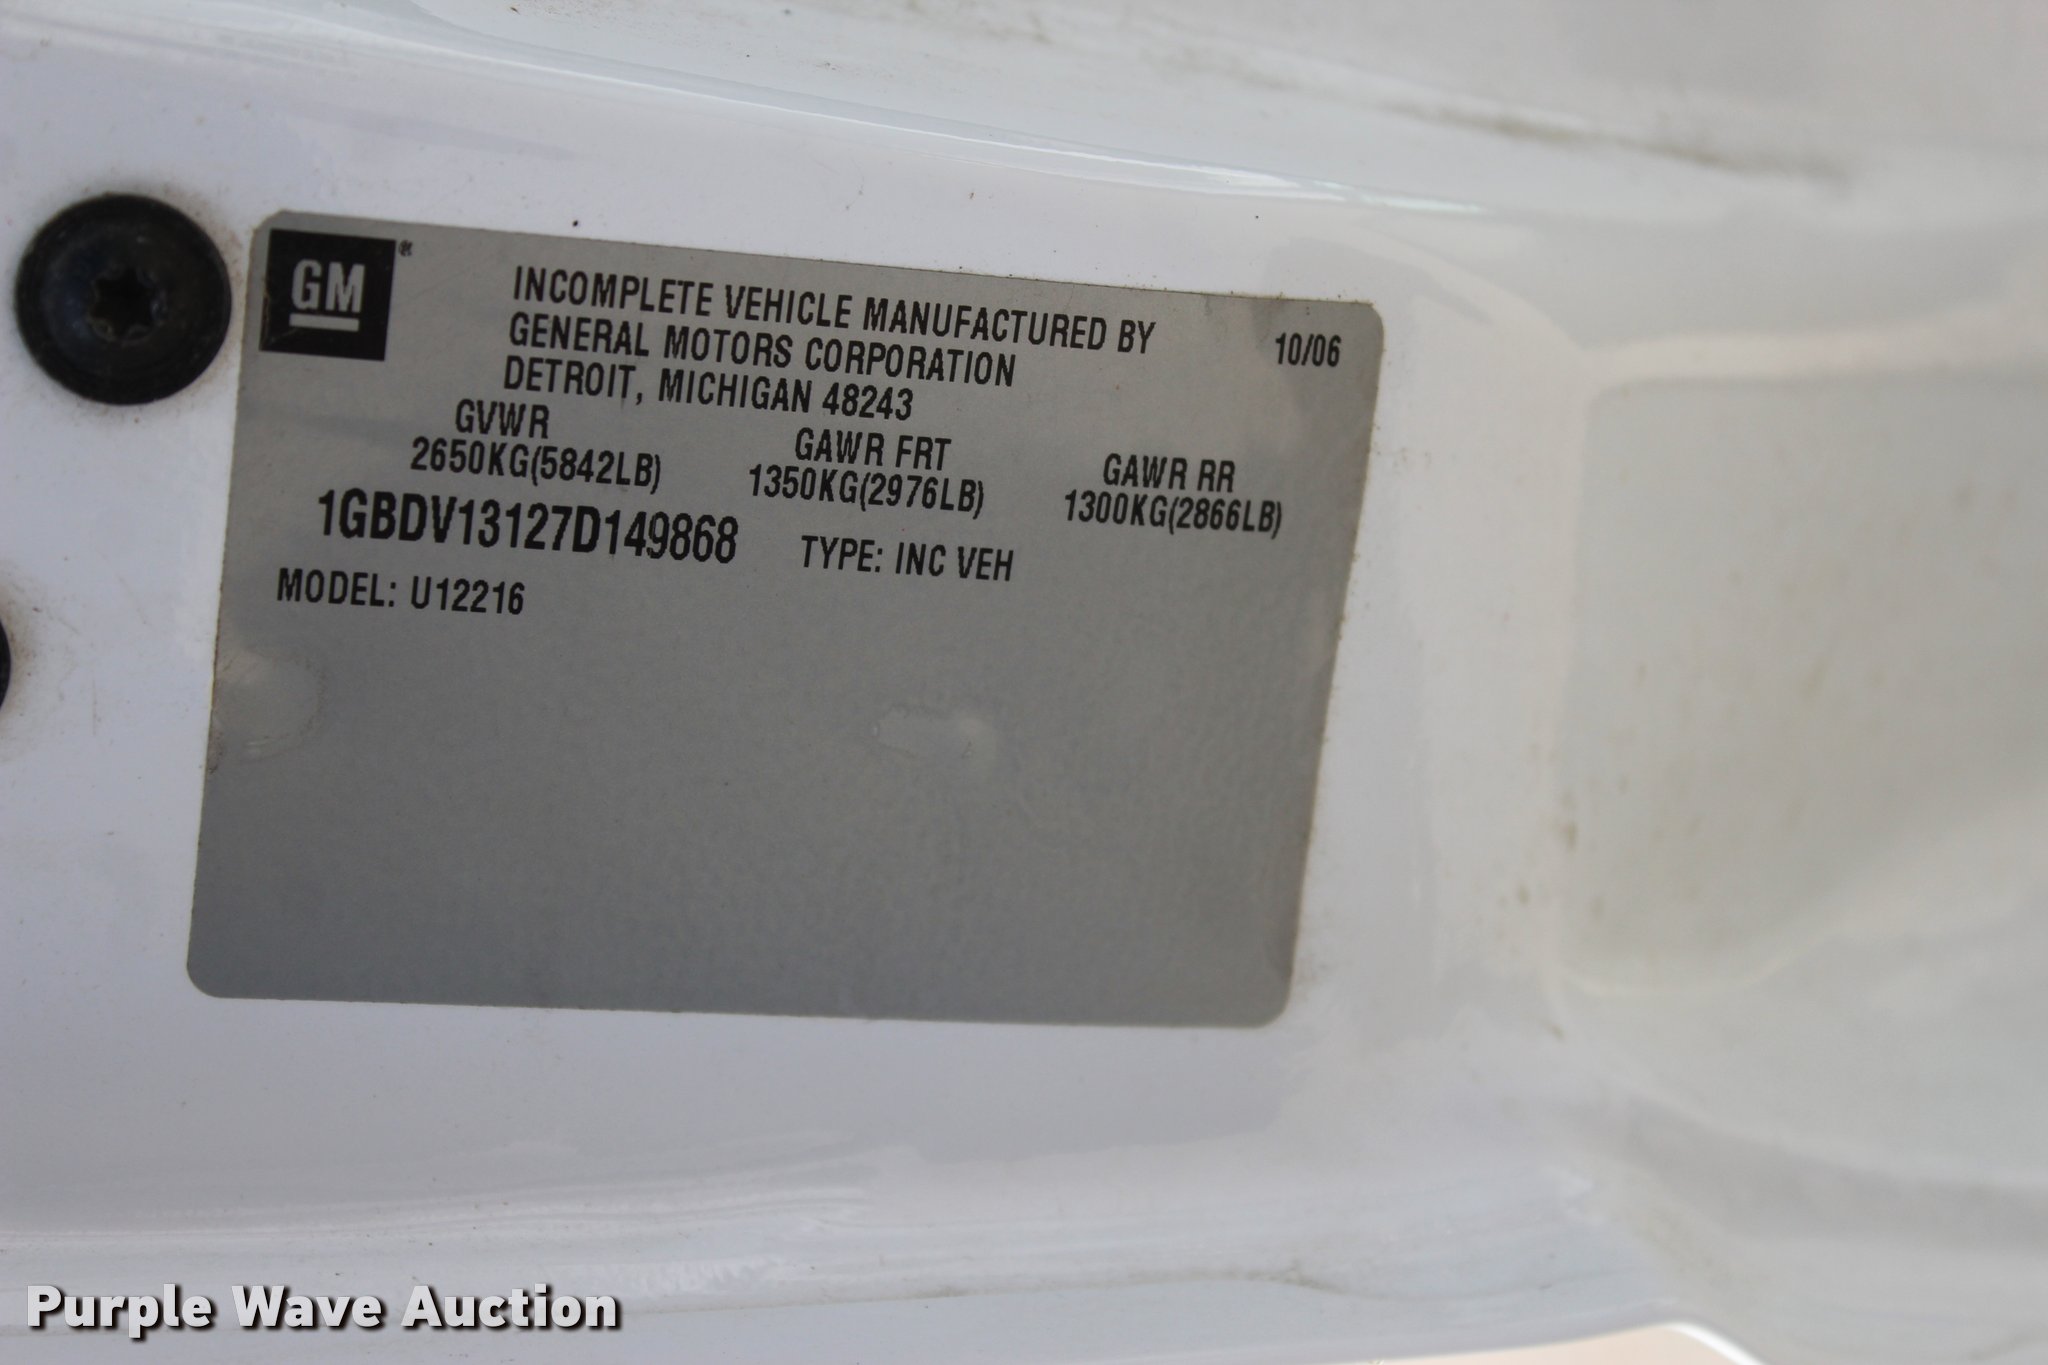 GM®
INCOMPLETE VEHICLE MANUFACTURED BY
GENERAL MOTORS CORPORATION
DETROIT, MICHIGAN 48243
10/06
GVWR
2650KG(5842LB)
GAWR FRT
1350KG(2976LB)
GAWR RR
1300KG(2866LB)
1GBDV13127D149868 TYPE: INC VEH
MODEL: U12216
Purple Wave Auction